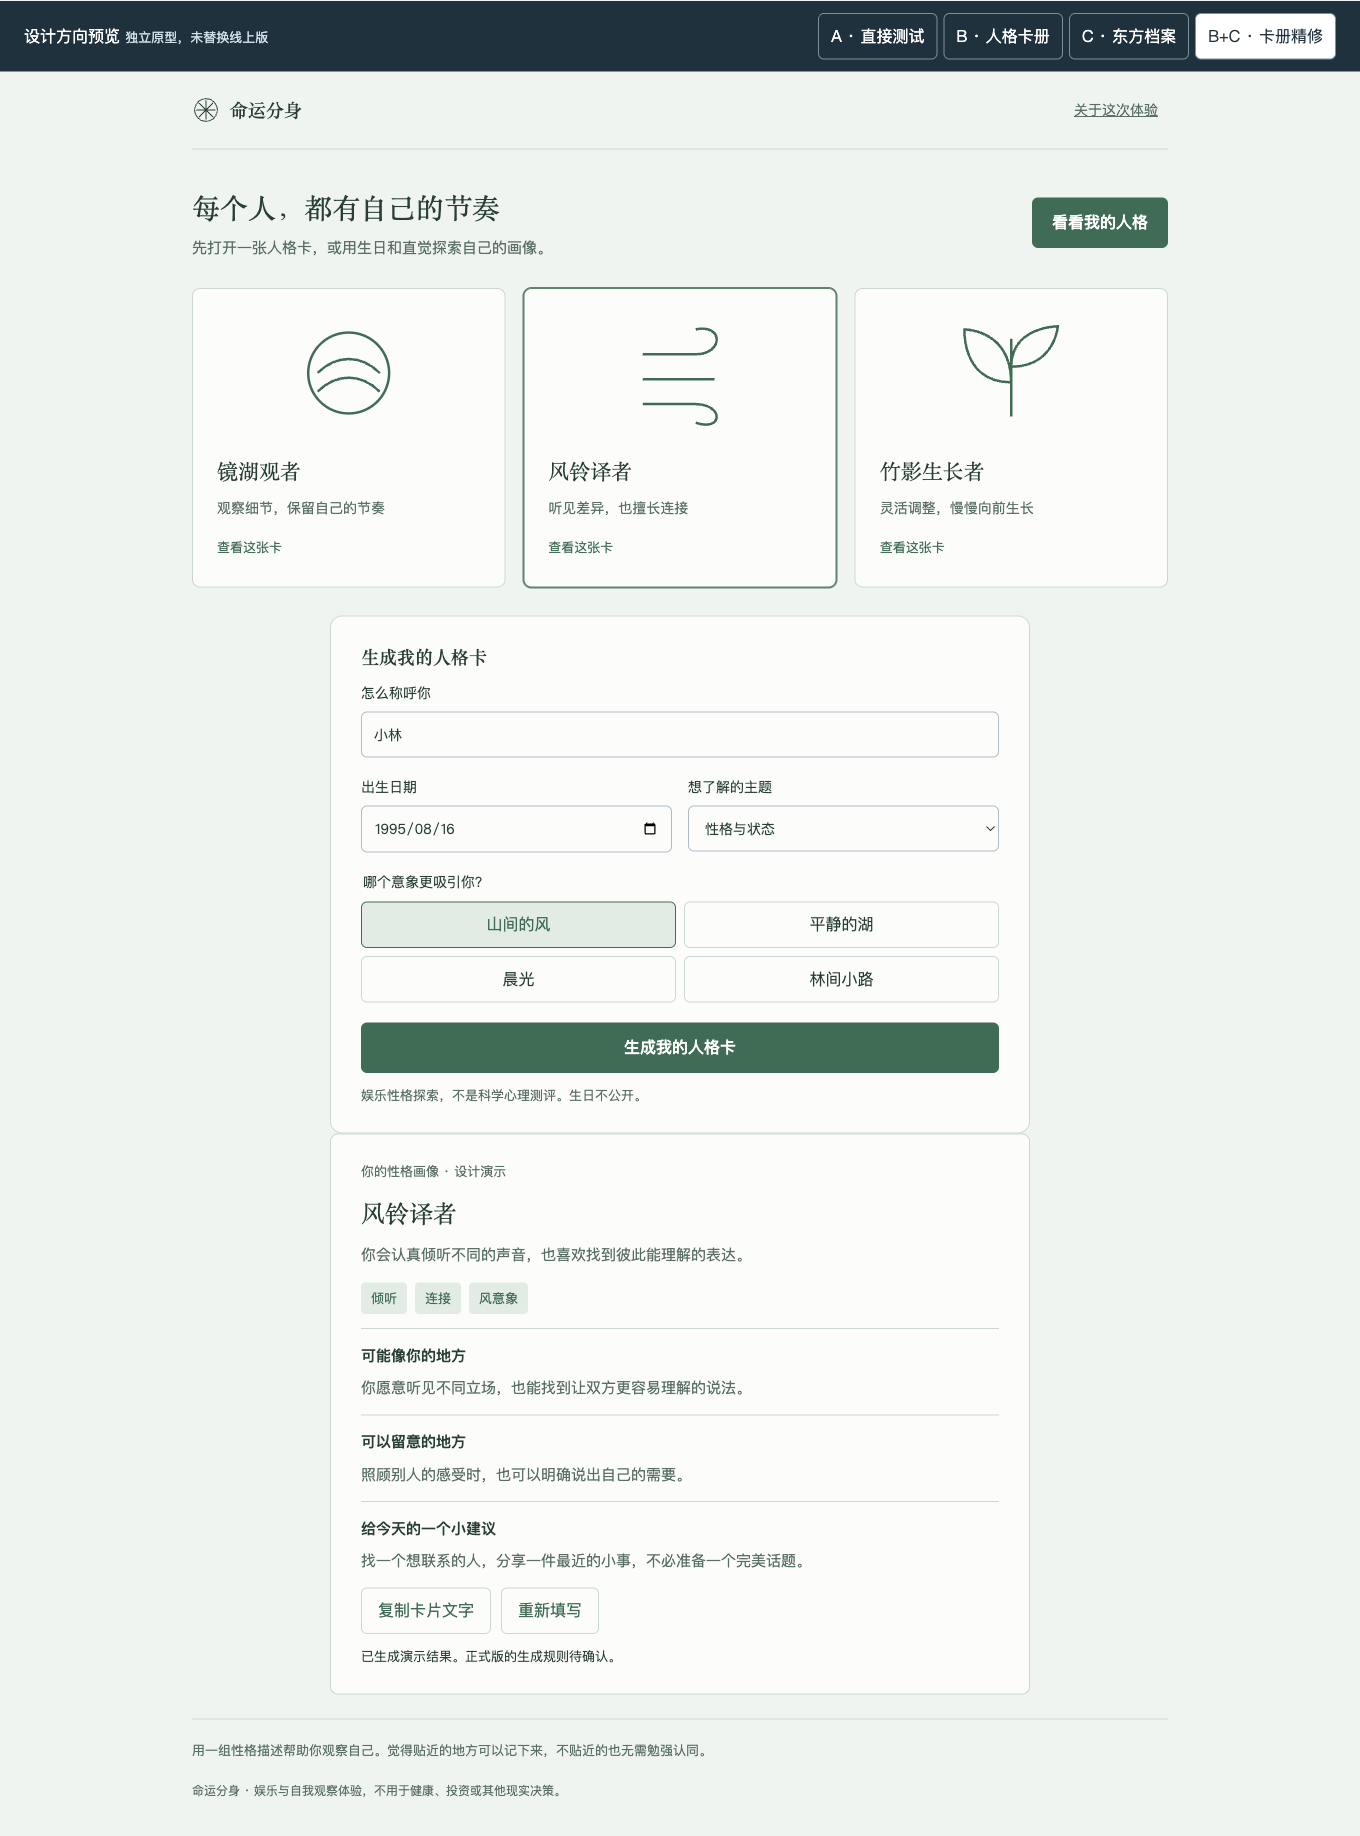 设计方向预览 独立原型，未替换线上版
A · 直接测试
B · 人格卡册
C · 东方档案
B+C · 卡册精修
命运分身
关于这次体验
每个人，都有自己的节奏
先打开一张人格卡，或用生日和直觉探索自己的画像。
看看我的人格
镜湖观者
观察细节，保留自己的节奏
查看这张卡
风铃译者
听见差异，也擅长连接
查看这张卡
竹影生长者
灵活调整，慢慢向前生长
查看这张卡
生成我的人格卡
怎么称呼你
小林
出生日期
1995/08/16
想了解的主题
性格与状态
哪个意象更吸引你？
山间的风
平静的湖
晨光
林间小路
生成我的人格卡
娱乐性格探索，不是科学心理测评。生日不公开。
你的性格画像 · 设计演示
风铃译者
你会认真倾听不同的声音，也喜欢找到彼此能理解的表达。
倾听
连接
风意象
可能像你的地方
你愿意听见不同立场，也能找到让双方更容易理解的说法。
可以留意的地方
照顾别人的感受时，也可以明确说出自己的需要。
给今天的一个小建议
找一个想联系的人，分享一件最近的小事，不必准备一个完美话题。
复制卡片文字
重新填写
已生成演示结果。正式版的生成规则待确认。
用一组性格描述帮助你观察自己。觉得贴近的地方可以记下来，不贴近的也无需勉强认同。
命运分身 · 娱乐与自我观察体验，不用于健康、投资或其他现实决策。